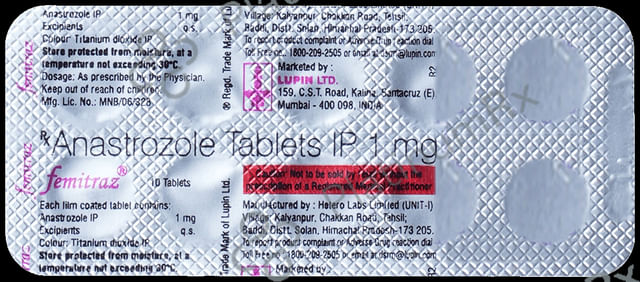 Anastrozole IP 1 mg
Excipients q.s.
Colour: Titanium dioxide IP
Store protected from moisture, at a
temperature not exceeding 30°C.
Dosage: As prescribed by the Physician.
Keep out of reach of children.
Mfg. Lic. No.: MNB/06/328
femitraz
® Regd. Trade Mark of Lu
Village: Kalyanpur, Chakkan Road, Tehsil:
Baddi, Distt. Solan, Himachal Pradesh-173 205.
To report product complaint or Adverse Drug reaction dial
Toll Free no.: 1800-209-2505 or email at dsrm@lupin.com
Marketed by :
LUPIN LTD.
159, C.S.T. Road, Kalina, Santacruz (E)
Mumbai - 400 098, INDIA.
Rx Anastrozole Tablets IP 1 mg
femitraz®
10 Tablets
Caution: Not to be sold by retail without the
prescription of a Registered Medical Practitioner
Each film coated tablet contains:
Anastrozole IP 1 mg
Excipients q.s.
Colour: Titanium dioxide IP
Store protected from moisture, at a
temperature not exceeding 30°C.
Trade Mark of Lupin Ltd.
Manufactured by : Hetero Labs Limited (UNIT-I)
Village: Kalyanpur, Chakkan Road, Tehsil:
Baddi, Distt. Solan, Himachal Pradesh-173 205.
To report product complaint or Adverse Drug reaction dial
Toll Free no.: 1800-209-2505 or email at dsrm@lupin.com
Marketed by :